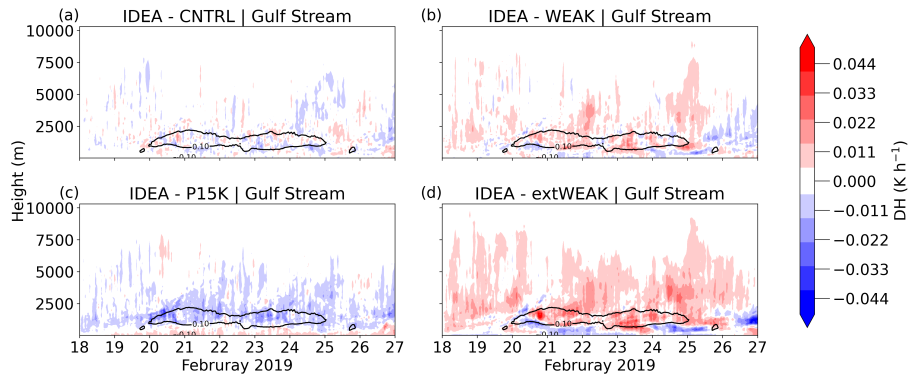 (a) IDEA - CNTRL | Gulf Stream
(b) IDEA - WEAK | Gulf Stream
10000
7500
5000
2500
0.10
0.10
0.10
0.10
(c) IDEA - P15K | Gulf Stream
(d) IDEA - extWEAK | Gulf Stream
10000
7500
5000
2500
0
0.10
0.10
0.10
0.10
Height (m)
18 19 20 21 22 23 24 25 26 27
18 19 20 21 22 23 24 25 26 27
Februray 2019
Februray 2019
0.044
0.033
0.022
0.011
0.000
−0.011
−0.022
−0.033
−0.044
DH (K h⁻¹)